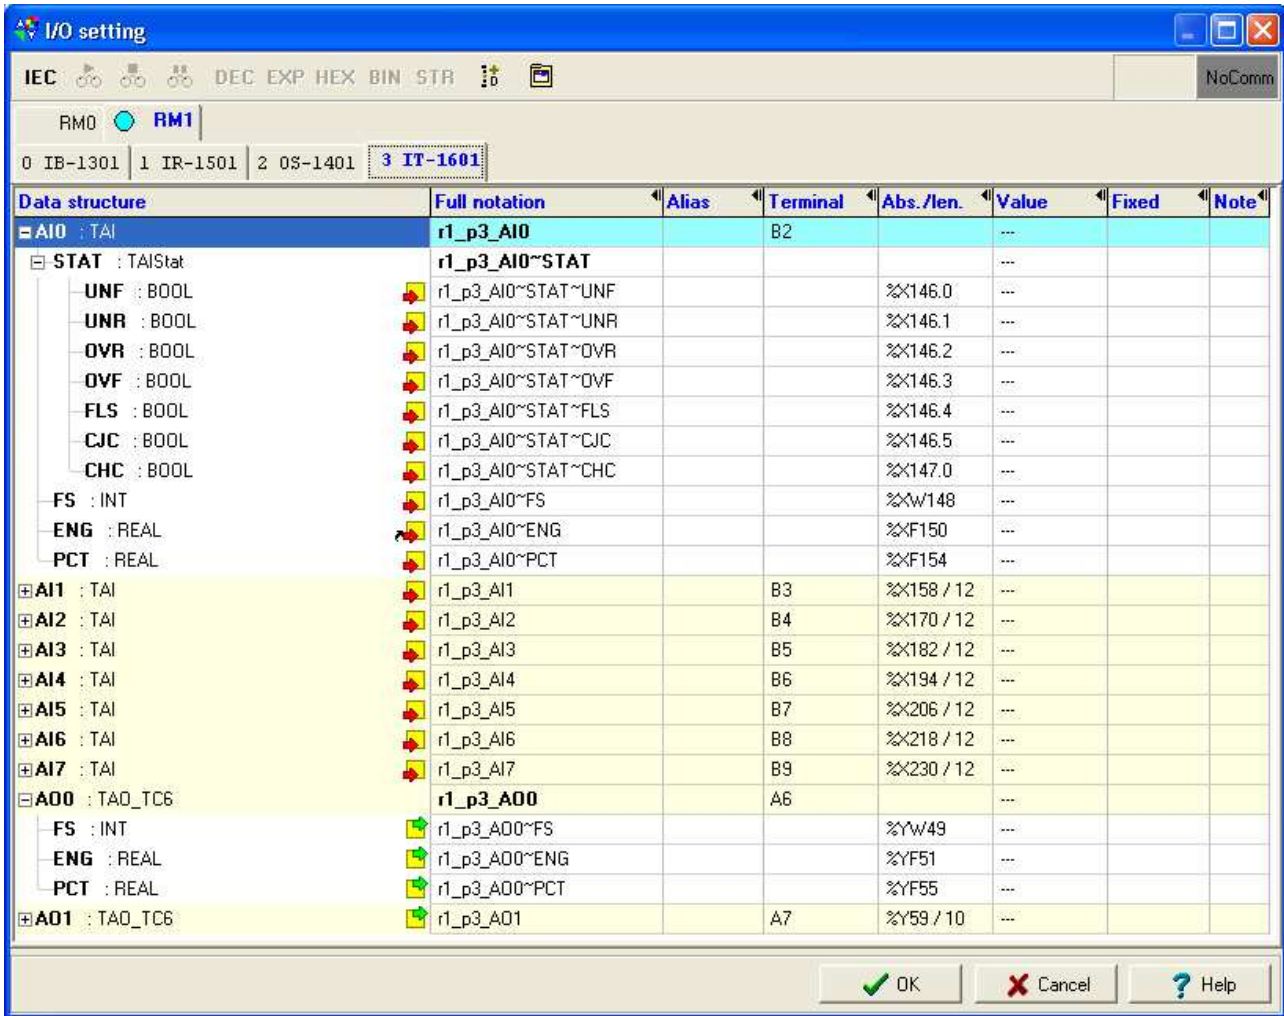 I/O setting
IEC DEC EXP HEX BIN STR NoComm
RM0 RM1
0 IB-1301 1 IR-1501 2 OS-1401 3 IT-1601
Data structure Full notation Alias Terminal Abs./len. Value Fixed Note
AI0 : TAI r1_p3_AI0 B2 ---
STAT : TAIStat r1_p3_AI0~STAT ---
UNF : BOOL r1_p3_AI0~STAT~UNF %X146.0 ---
UNR : BOOL r1_p3_AI0~STAT~UNR %X146.1 ---
OVR : BOOL r1_p3_AI0~STAT~OVR %X146.2 ---
OVF : BOOL r1_p3_AI0~STAT~OVF %X146.3 ---
FLS : BOOL r1_p3_AI0~STAT~FLS %X146.4 ---
CJC : BOOL r1_p3_AI0~STAT~CJC %X146.5 ---
CHC : BOOL r1_p3_AI0~STAT~CHC %X147.0 ---
FS : INT r1_p3_AI0~FS %XW148 ---
ENG : REAL r1_p3_AI0~ENG %XF150 ---
PCT : REAL r1_p3_AI0~PCT %XF154 ---
AI1 : TAI r1_p3_AI1 B3 %X158 / 12 ---
AI2 : TAI r1_p3_AI2 B4 %X170 / 12 ---
AI3 : TAI r1_p3_AI3 B5 %X182 / 12 ---
AI4 : TAI r1_p3_AI4 B6 %X194 / 12 ---
AI5 : TAI r1_p3_AI5 B7 %X206 / 12 ---
AI6 : TAI r1_p3_AI6 B8 %X218 / 12 ---
AI7 : TAI r1_p3_AI7 B9 %X230 / 12 ---
AO0 : TAO_TC6 r1_p3_AO0 A6 ---
FS : INT r1_p3_AO0~FS %YW49 ---
ENG : REAL r1_p3_AO0~ENG %YF51 ---
PCT : REAL r1_p3_AO0~PCT %YF55 ---
AO1 : TAO_TC6 r1_p3_AO1 A7 %Y59 / 10 ---
OK Cancel Help